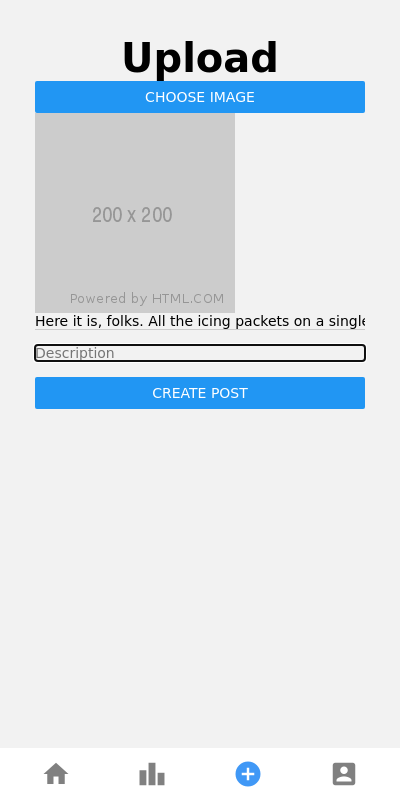 Upload
CHOOSE IMAGE
200 x 200
Powered by HTML.COM
Here it is, folks. All the icing packets on a single
Description
CREATE POST